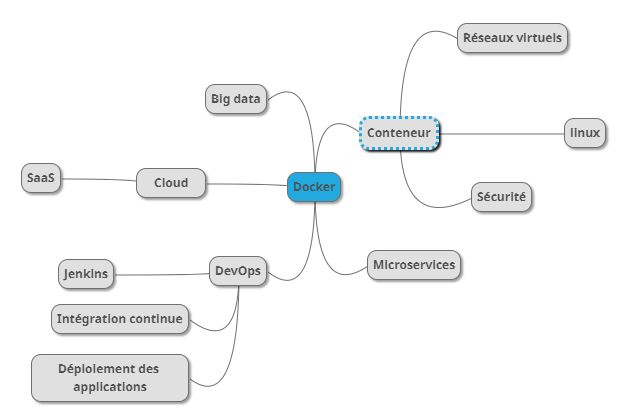 Réseaux virtuels
Big data
Conteneur
linux
SaaS
Cloud
Docker
Sécurité
Microservices
DevOps
Jenkins
Intégration continue
Déploiement des
applications